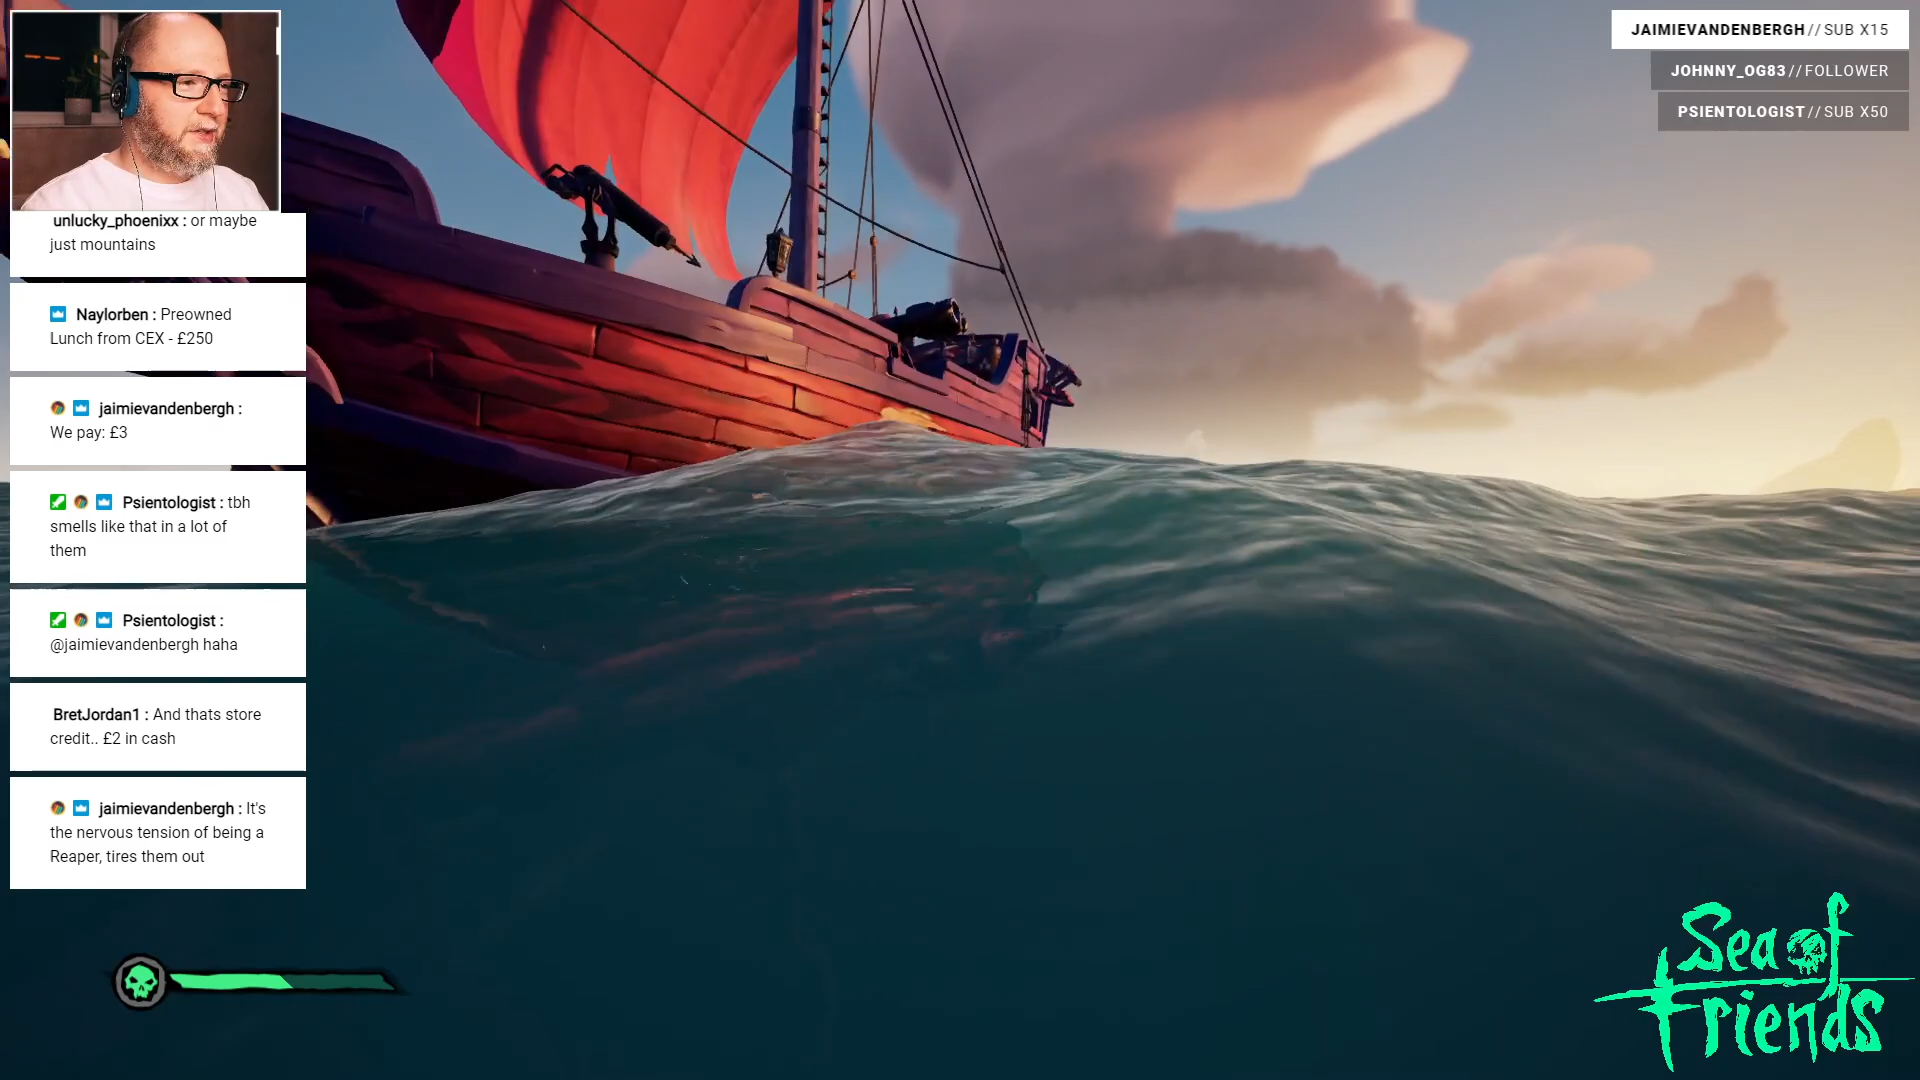 unlucky_phoenixx : or maybe
just mountains
Naylorben : Preowned
Lunch from CEX - £250
jaimievandenbergh :
We pay: £3
Psientologist : tbh
smells like that in a lot of
them
Psientologist :
@jaimievandenbergh haha
BretJordan1 : And thats store
credit.. £2 in cash
jaimievandenbergh : It's
the nervous tension of being a
Reaper, tires them out
JAIMIEVANDENBERGH // SUB X15
JOHNNY_OG83 // FOLLOWER
PSIENTOLOGIST // SUB X50
Sea of
Friends